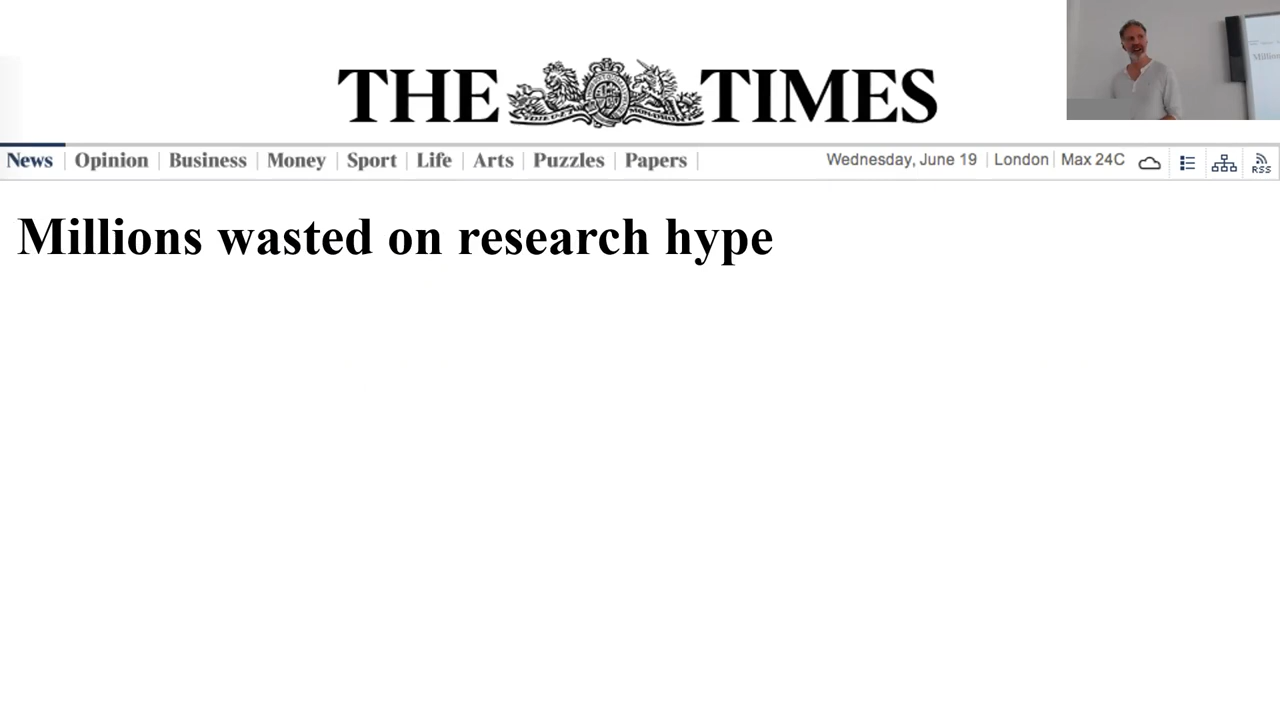 THE TIMES
News Opinion Business Money Sport Life Arts Puzzles Papers Wednesday, June 19 London Max 24C RSS
Millions wasted on research hype